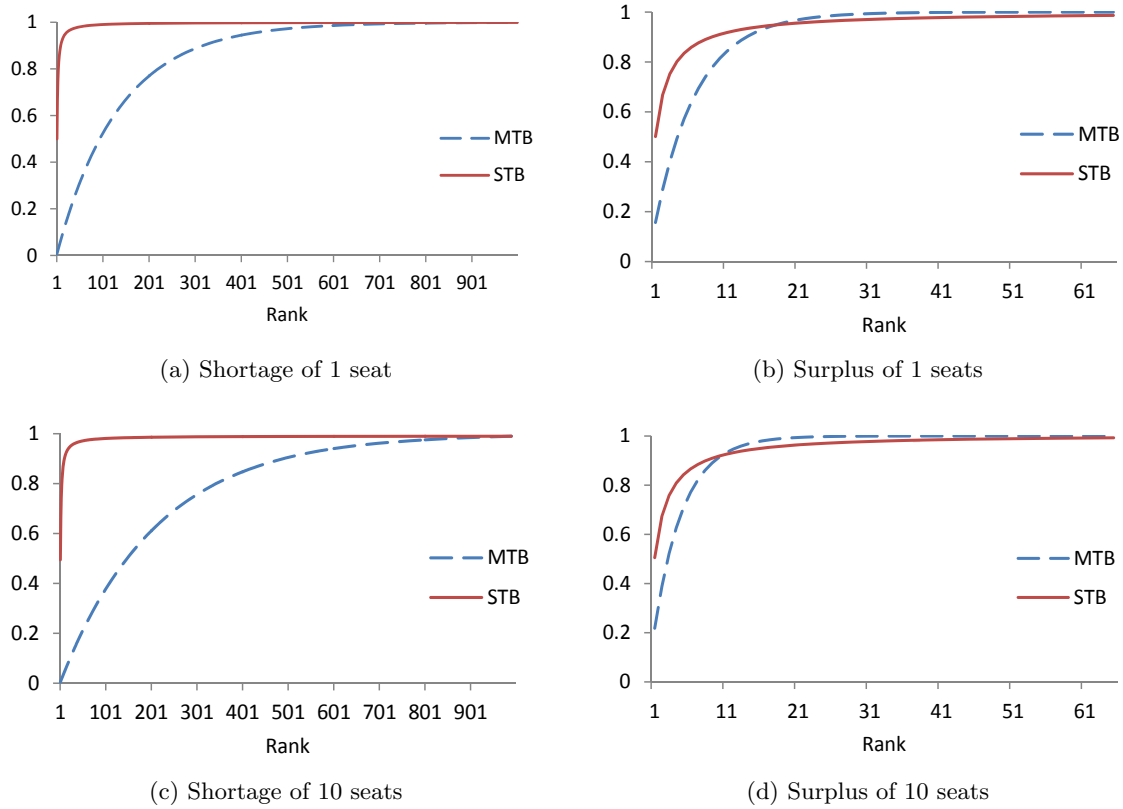 1
0.8
0.6
0.4
0.2
0
1 101 201 301 401 501 601 701 801 901
Rank
MTB
STB
(a) Shortage of 1 seat
1
0.8
0.6
0.4
0.2
0
1 11 21 31 41 51 61
Rank
MTB
STB
(b) Surplus of 1 seats
1
0.8
0.6
0.4
0.2
0
1 101 201 301 401 501 601 701 801 901
Rank
MTB
STB
(c) Shortage of 10 seats
1
0.8
0.6
0.4
0.2
0
1 11 21 31 41 51 61
Rank
MTB
STB
(d) Surplus of 10 seats